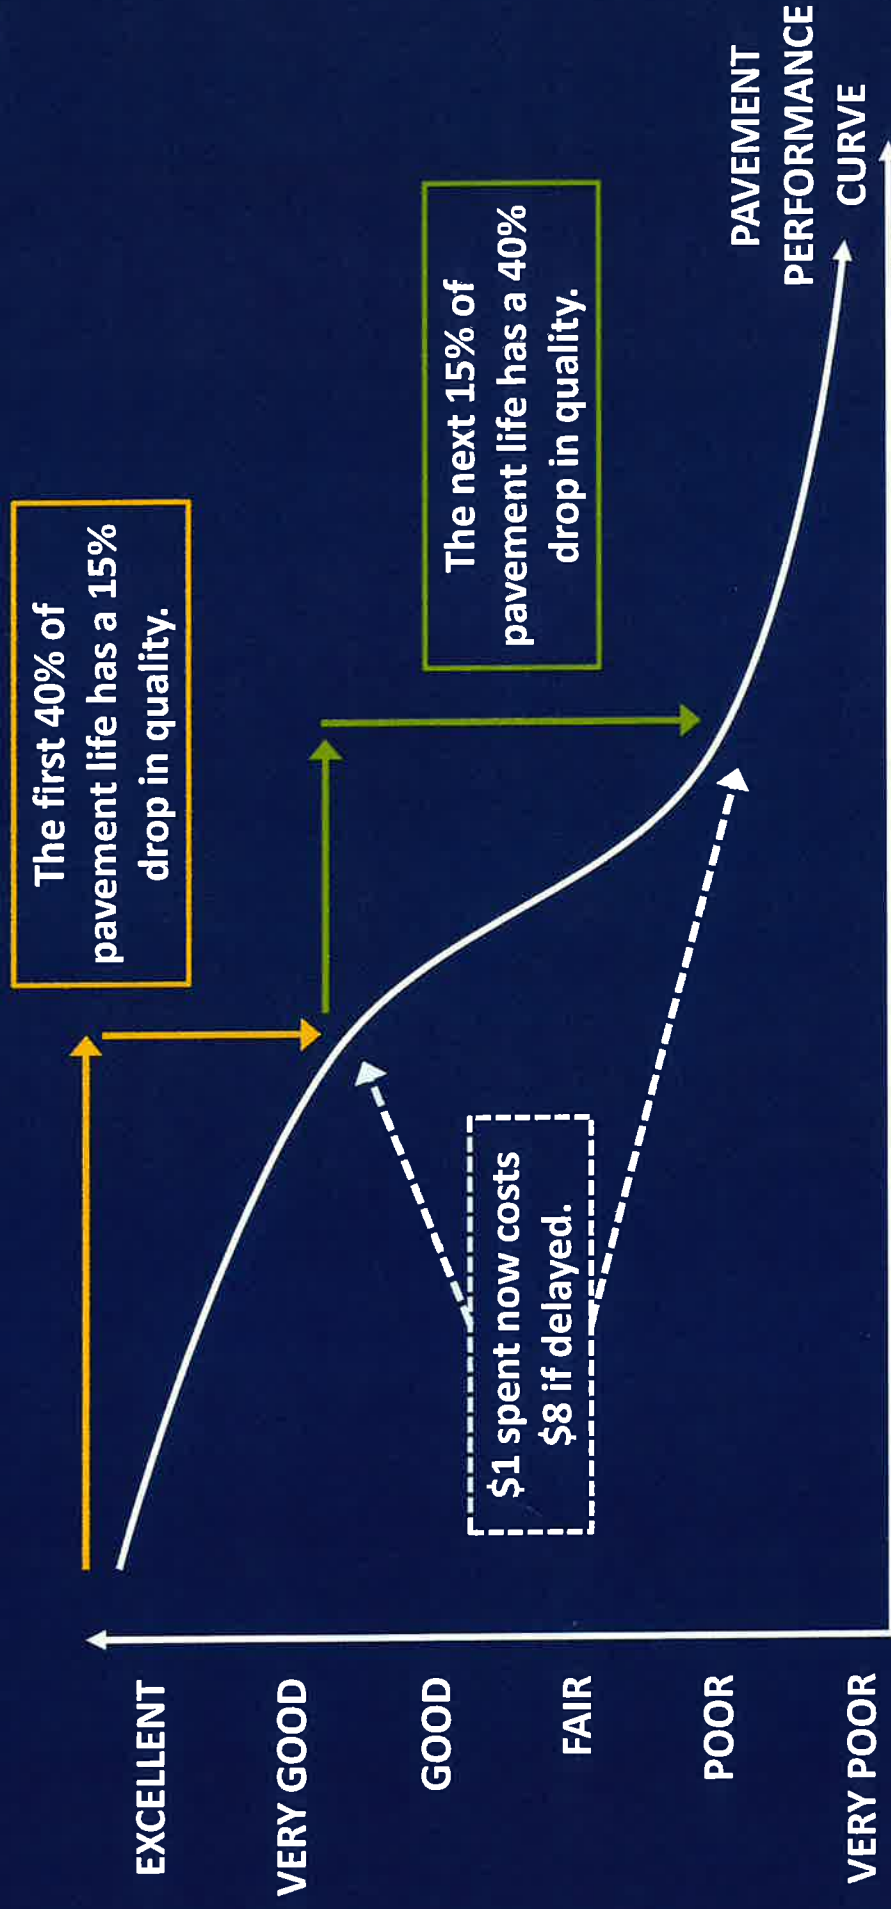 EXCELLENT
VERY GOOD
GOOD
FAIR
POOR
VERY POOR
The first 40% of
pavement life has a 15%
drop in quality.
The next 15% of
pavement life has a 40%
drop in quality.
$1 spent now costs
$8 if delayed.
PAVEMENT
PERFORMANCE
CURVE